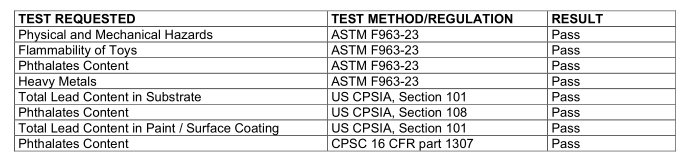 TEST REQUESTED TEST METHOD/REGULATION RESULT
Physical and Mechanical Hazards ASTM F963-23 Pass
Flammability of Toys ASTM F963-23 Pass
Phthalates Content ASTM F963-23 Pass
Heavy Metals ASTM F963-23 Pass
Total Lead Content in Substrate US CPSIA, Section 101 Pass
Phthalates Content US CPSIA, Section 108 Pass
Total Lead Content in Paint / Surface Coating US CPSIA, Section 101 Pass
Phthalates Content CPSC 16 CFR part 1307 Pass